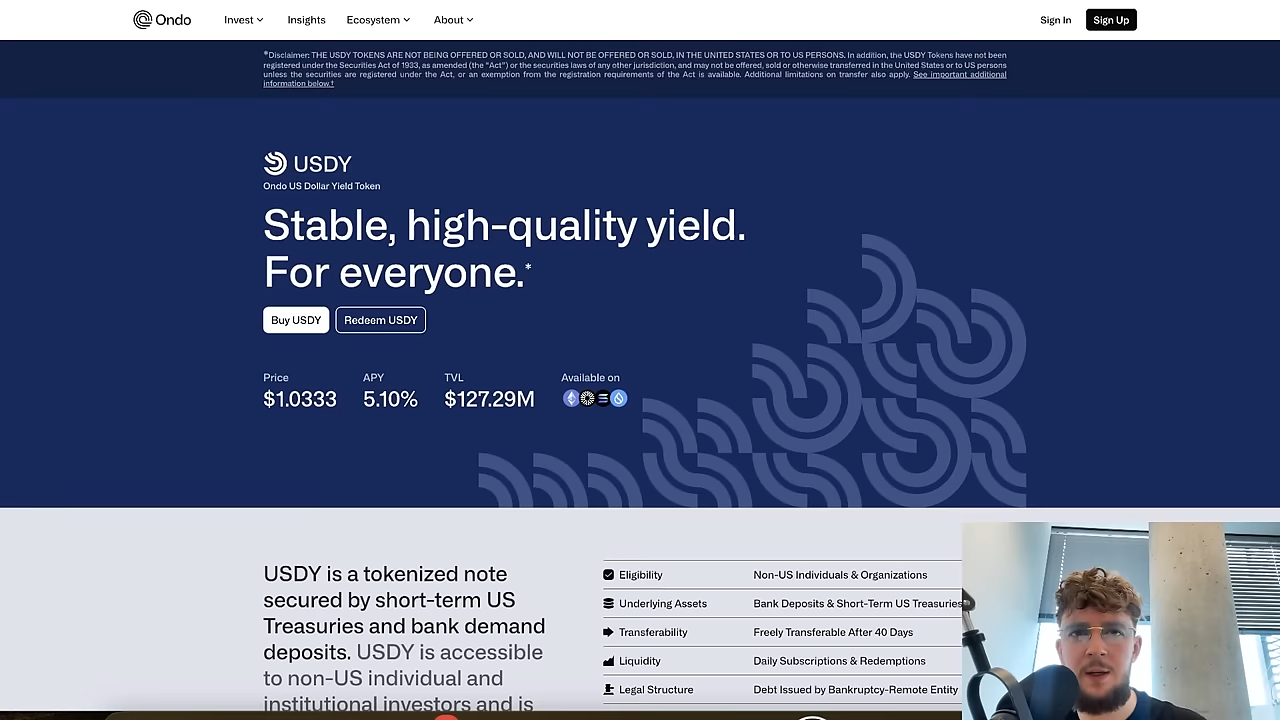 Ondo
Invest
Insights
Ecosystem
About
Sign In
Sign Up
*Disclaimer: THE USDY TOKENS ARE NOT BEING OFFERED OR SOLD, AND WILL NOT BE OFFERED OR SOLD, IN THE UNITED STATES OR TO US PERSONS. In addition, the USDY Tokens have not been
registered under the Securities Act of 1933, as amended (the "Act") or the securities laws of any other jurisdiction, and may not be offered, sold or otherwise transferred in the United States or to US persons
unless the securities are registered under the Act, or an exemption from the registration requirements of the Act is available. Additional limitations on transfer also apply. See important additional
information below.†
USDY
Ondo US Dollar Yield Token
Stable, high-quality yield.
For everyone.*
Buy USDY
Redeem USDY
Price
APY
TVL
Available on
$1.0333
5.10%
$127.29M
USDY is a tokenized note
secured by short-term US
Treasuries and bank demand
deposits. USDY is accessible
to non-US individual and
institutional investors and is
Eligibility
Non-US Individuals & Organizations
Underlying Assets
Bank Deposits & Short-Term US Treasuries
Transferability
Freely Transferable After 40 Days
Liquidity
Daily Subscriptions & Redemptions
Legal Structure
Debt Issued by Bankruptcy-Remote Entity